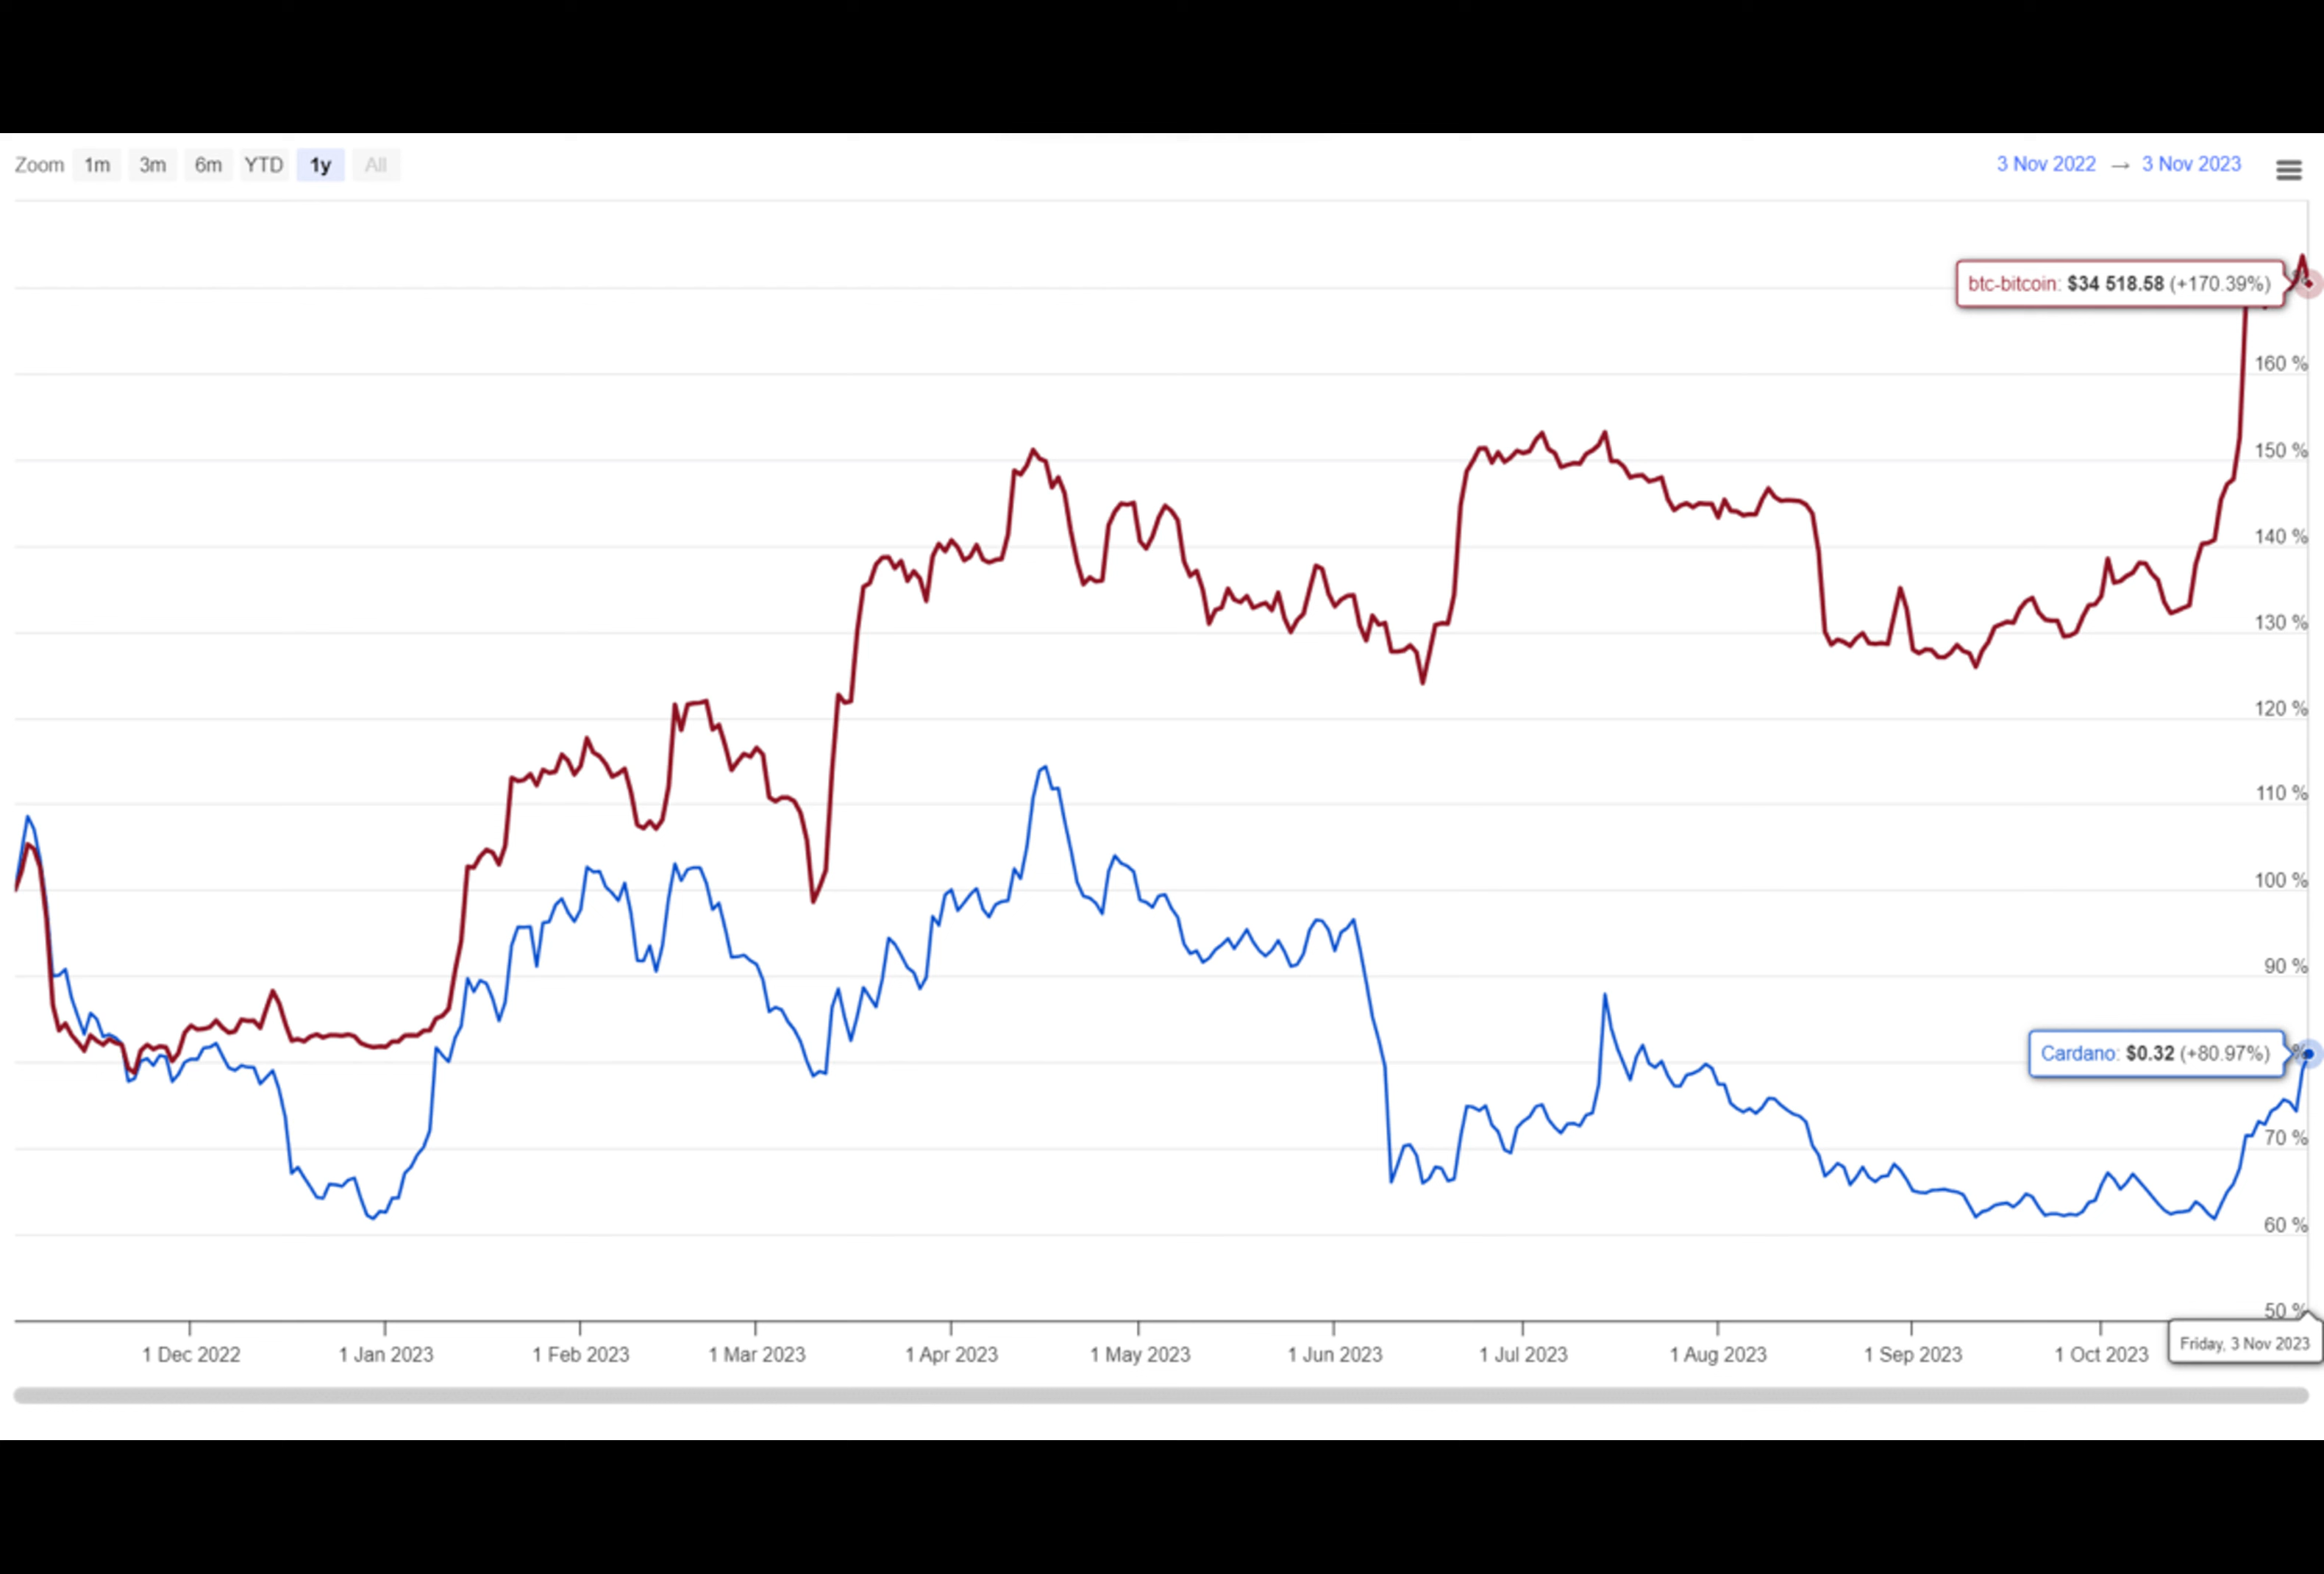 Zoom 1m 3m 6m YTD 1y All
3 Nov 2022 → 3 Nov 2023
btc-bitcoin: $34 518.58 (+170.39%)
160 %
150 %
140 %
130 %
120 %
110 %
100 %
90 %
Cardano: $0.32 (+80.97%)
%
70 %
60 %
50 %
1 Dec 2022 1 Jan 2023 1 Feb 2023 1 Mar 2023 1 Apr 2023 1 May 2023 1 Jun 2023 1 Jul 2023 1 Aug 2023 1 Sep 2023 1 Oct 2023 Friday, 3 Nov 2023